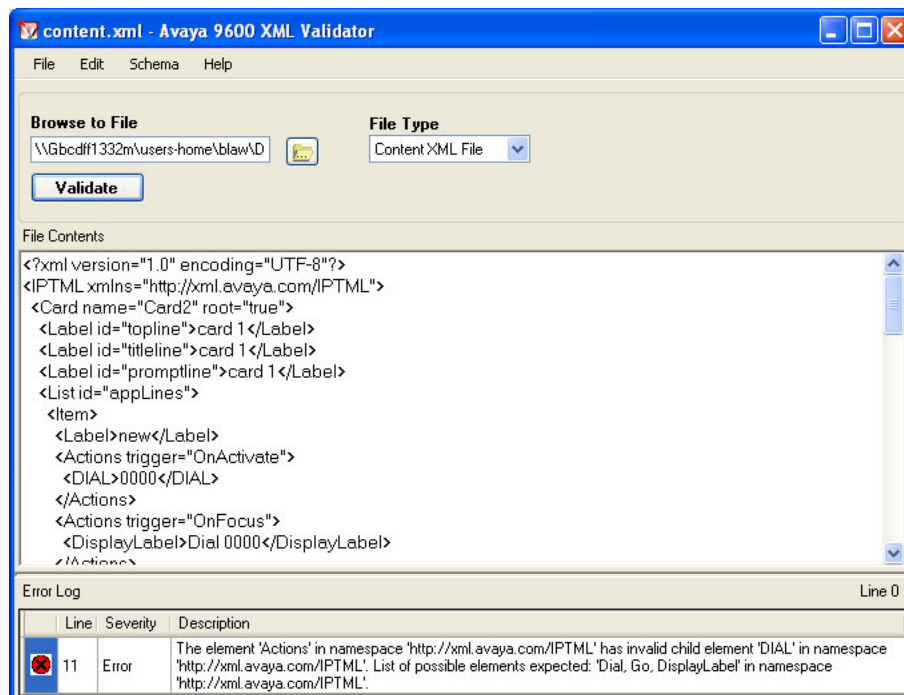 content.xml - Avaya 9600 XML Validator
File Edit Schema Help
Browse to File File Type
\\Gbcdff1332m\users-home\blaw\D Content XML File
Validate
File Contents
<?xml version="1.0" encoding="UTF-8"?>
<IPTML xmlns="http://xml.avaya.com/IPTML">
<Card name="Card2" root="true">
<Label id="topline">card 1</Label>
<Label id="titleline">card 1</Label>
<Label id="promptline">card 1</Label>
<List id="appLines">
<Item>
<Label>new</Label>
<Actions trigger="OnActivate">
<DIAL>0000</DIAL>
</Actions>
<Actions trigger="OnFocus">
<DisplayLabel>Dial 0000</DisplayLabel>
</Actions>
Error Log Line 0
Line Severity Description
11 Error The element 'Actions' in namespace 'http://xml.avaya.com/IPTML' has invalid child element 'DIAL' in namespace
'http://xml.avaya.com/IPTML'. List of possible elements expected: 'Dial, Go, DisplayLabel' in namespace
'http://xml.avaya.com/IPTML'.